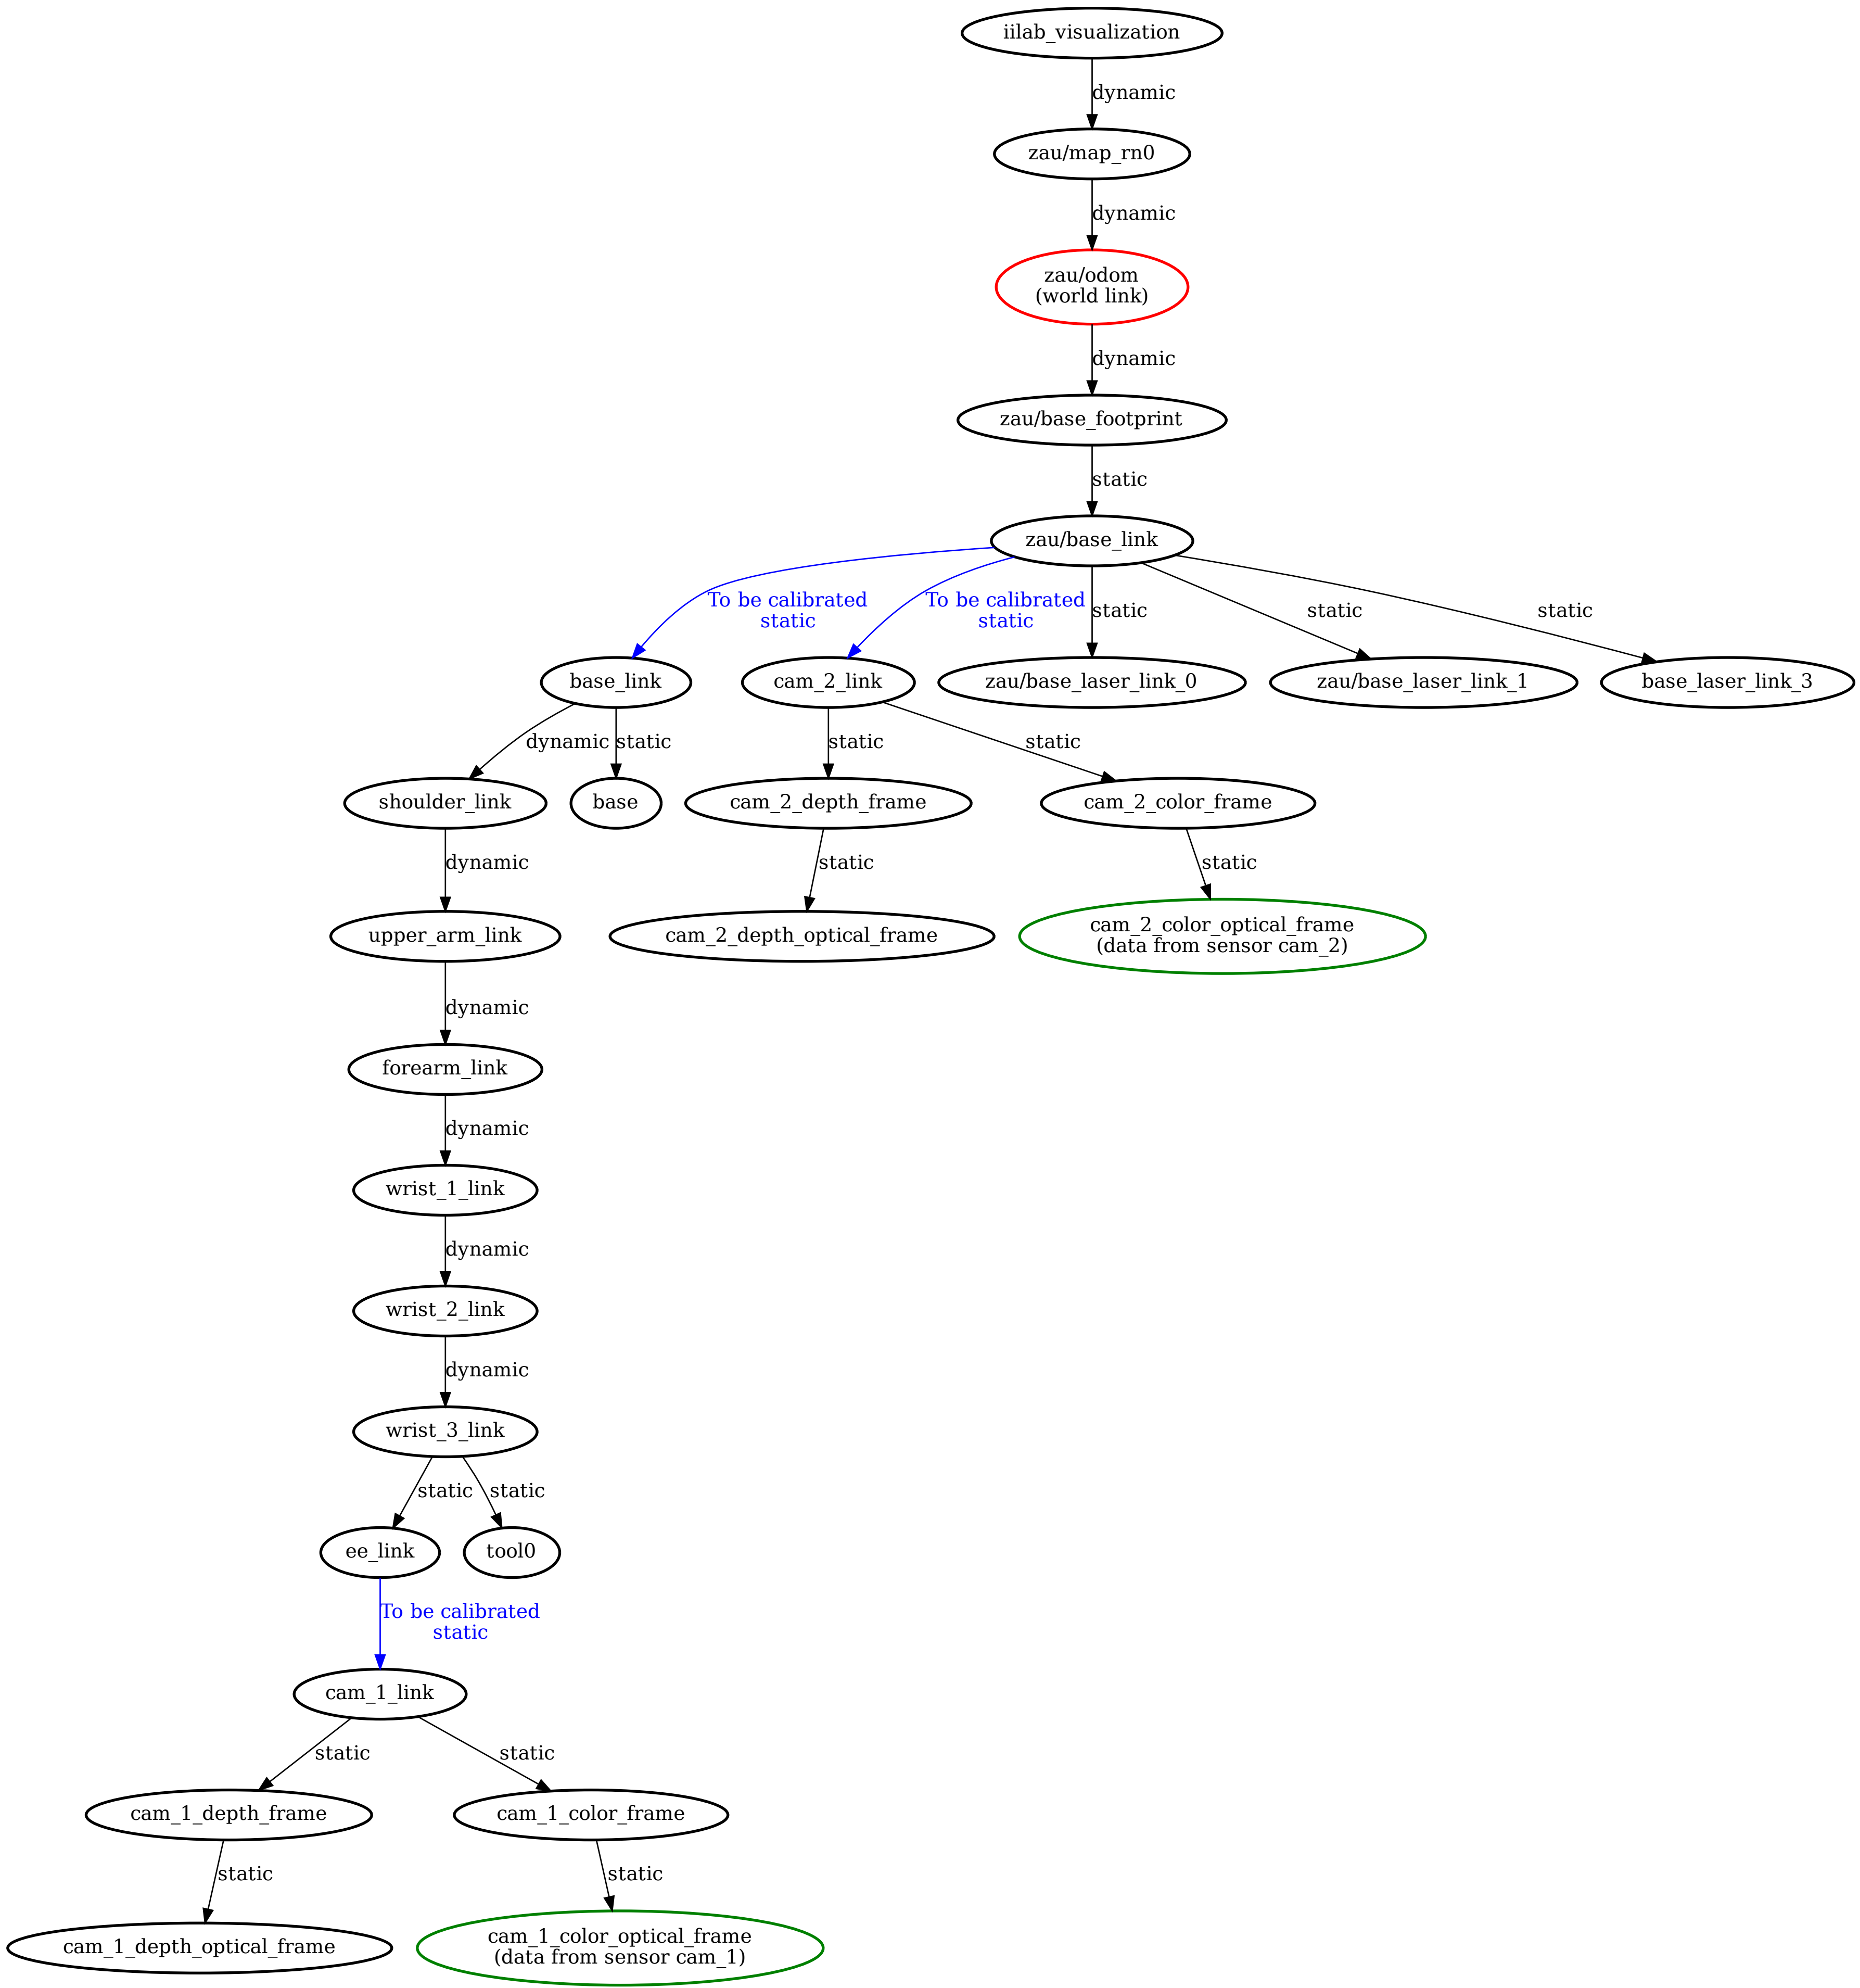 iilab_visualization
dynamic
zau/map_rn0
dynamic
zau/odom
(world link)
dynamic
zau/base_footprint
static
zau/base_link
To be calibrated
static
To be calibrated
static
static
static
static
base_link
cam_2_link
zau/base_laser_link_0
zau/base_laser_link_1
base_laser_link_3
dynamic
static
static
static
shoulder_link
base
cam_2_depth_frame
cam_2_color_frame
dynamic
static
static
upper_arm_link
cam_2_depth_optical_frame
cam_2_color_optical_frame
(data from sensor cam_2)
dynamic
forearm_link
dynamic
wrist_1_link
dynamic
wrist_2_link
dynamic
wrist_3_link
static
static
ee_link
tool0
To be calibrated
static
cam_1_link
static
static
cam_1_depth_frame
cam_1_color_frame
static
static
cam_1_depth_optical_frame
cam_1_color_optical_frame
(data from sensor cam_1)